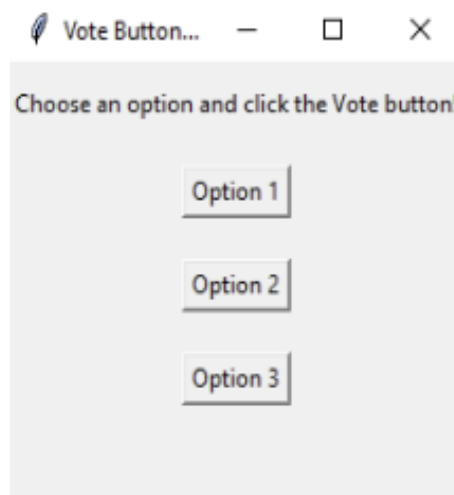 Vote Button...
Choose an option and click the Vote button!
Option 1
Option 2
Option 3